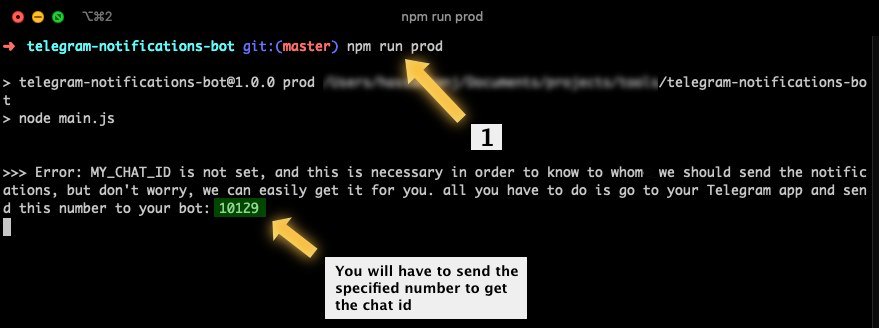 ⌥⌘2
npm run prod
➜ telegram-notifications-bot git:(master) npm run prod
> telegram-notifications-bot@1.0.0 prod /telegram-notifications-bo
t
> node main.js
1
>>> Error: MY_CHAT_ID is not set, and this is necessary in order to know to whom  we should send the notific
ations, but don't worry, we can easily get it for you. all you have to do is go to your Telegram app and sen
d this number to your bot: 10129
You will have to send the
specified number to get
the chat id